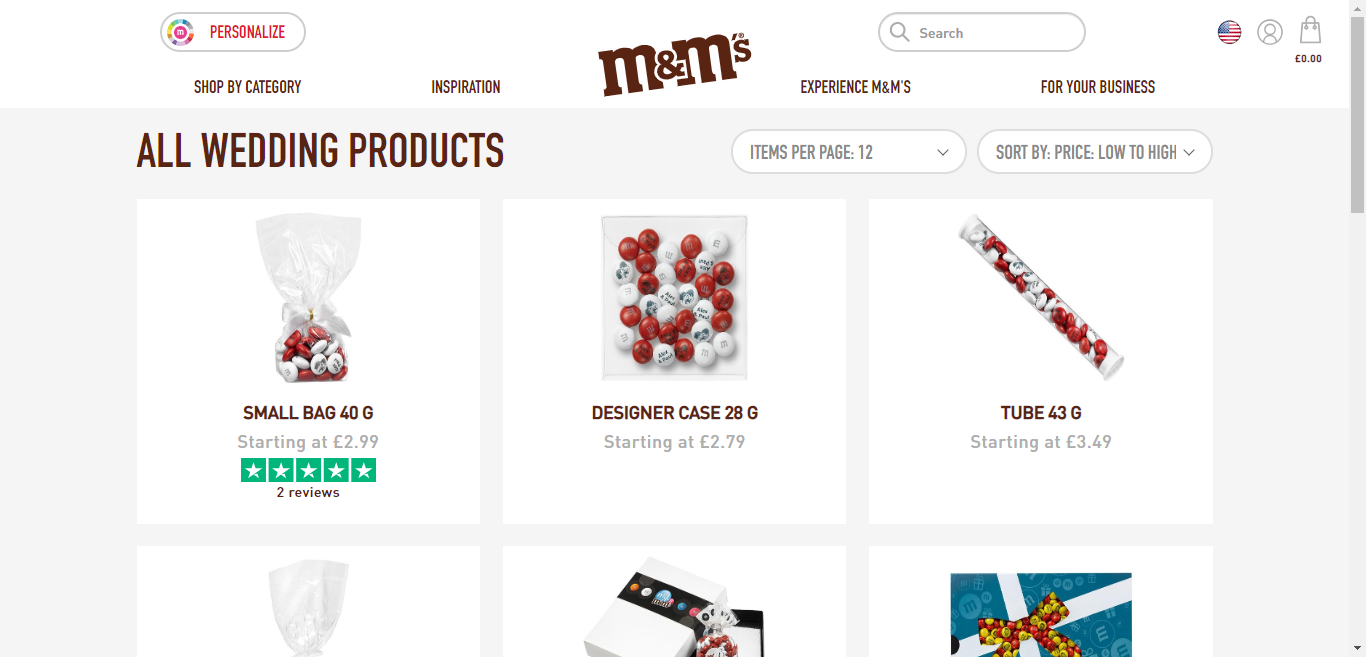 PERSONALIZE
Search
£0.00
m&m's®
SHOP BY CATEGORY
INSPIRATION
EXPERIENCE M&M'S
FOR YOUR BUSINESS
ALL WEDDING PRODUCTS
ITEMS PER PAGE: 12
SORT BY: PRICE: LOW TO HIGH
SMALL BAG 40 G
Starting at £2.99
2 reviews
DESIGNER CASE 28 G
Starting at £2.79
TUBE 43 G
Starting at £3.49